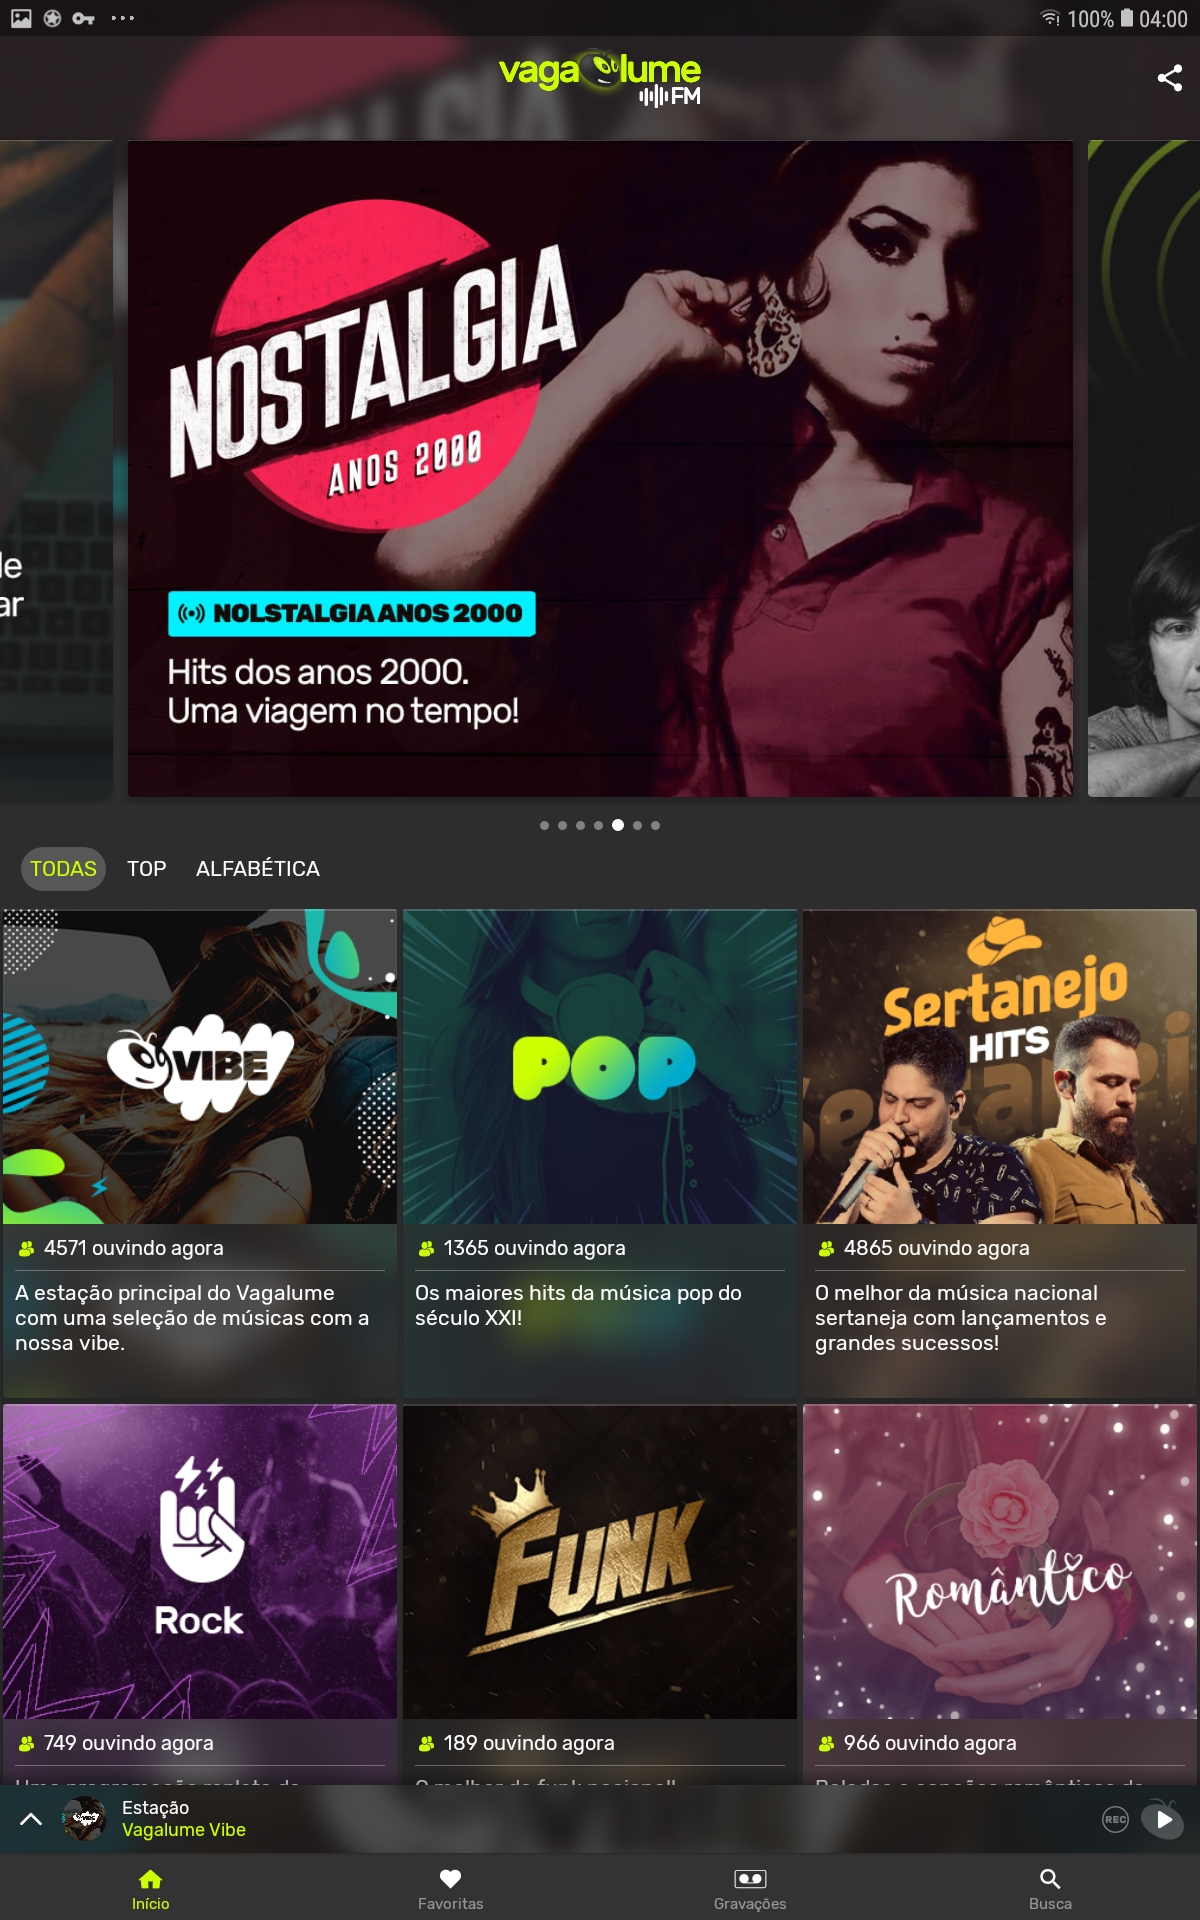 100% 04:00
vagalume
FM
NOSTALGIA
ANOS 2000
le
ar
NOLSTALGIA ANOS 2000
Hits dos anos 2000.
Uma viagem no tempo!
TODAS TOP ALFABÉTICA
VIBE
POP
Sertanejo
HITS
4571 ouvindo agora
A estação principal do Vagalume
com uma seleção de músicas com a
nossa vibe.
1365 ouvindo agora
Os maiores hits da música pop do
século XXI!
4865 ouvindo agora
O melhor da música nacional
sertaneja com lançamentos e
grandes sucessos!
Rock
FUNK
Romântico
749 ouvindo agora
189 ouvindo agora
966 ouvindo agora
Estação
Vagalume Vibe
REC
Início Favoritas Gravações Busca